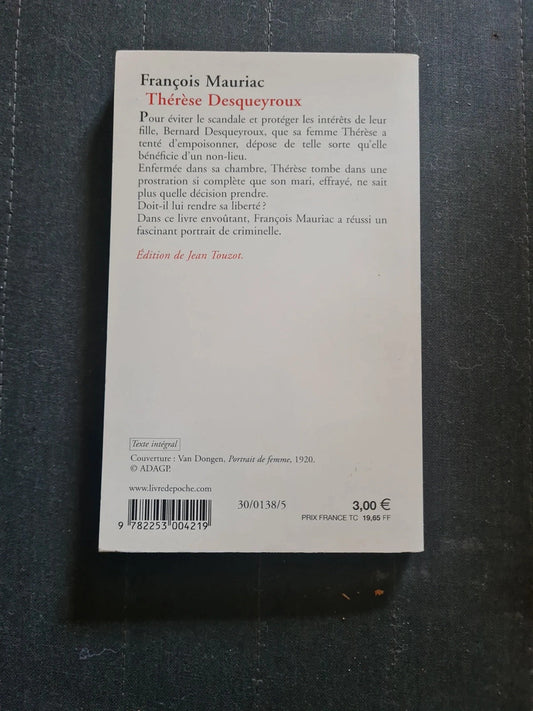 François Mauriac
Thérèse Desqueyroux
Pour éviter le scandale et protéger les intérêts de leur
fille, Bernard Desqueyroux, que sa femme Thérèse a
tenté d'empoisonner, dépose de telle sorte qu'elle
bénéficie d'un non-lieu.
Enfermée dans sa chambre, Thérèse tombe dans une
prostration si complète que son mari, effrayé, ne sait
plus quelle décision prendre.
Doit-il lui rendre sa liberté ?
Dans ce livre envoûtant, François Mauriac a réussi un
fascinant portrait de criminelle.
Édition de Jean Touzot.
Texte intégral
Couverture : Van Dongen, Portrait de femme, 1920.
© ADAGP.
www.livredepoche.com
30/0138/5
3,00 €
PRIX FRANCE TC 19,65 FF
9 782253 004219